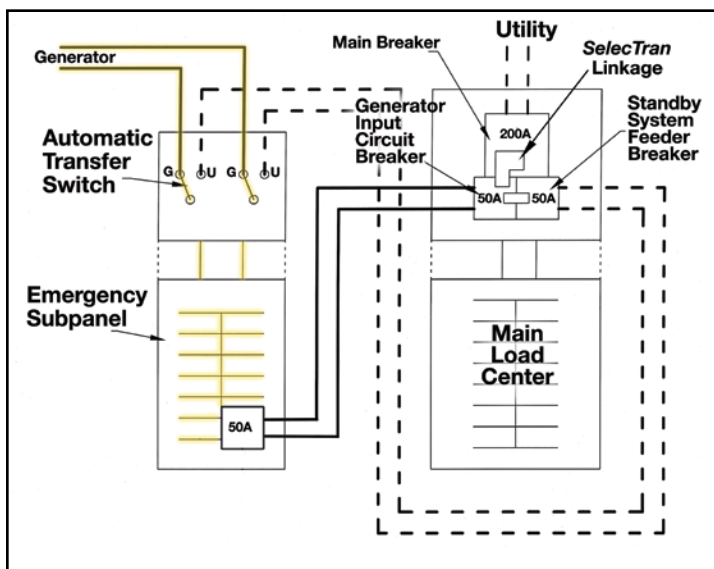 Generator
Automatic
Transfer
Switch
G
U
G
U
Emergency
Subpanel
50A
Utility
Main Breaker
SelecTran
Linkage
Generator
Input
Circuit
Breaker
Standby
System
Feeder
Breaker
200A
50A
50A
Main
Load
Center